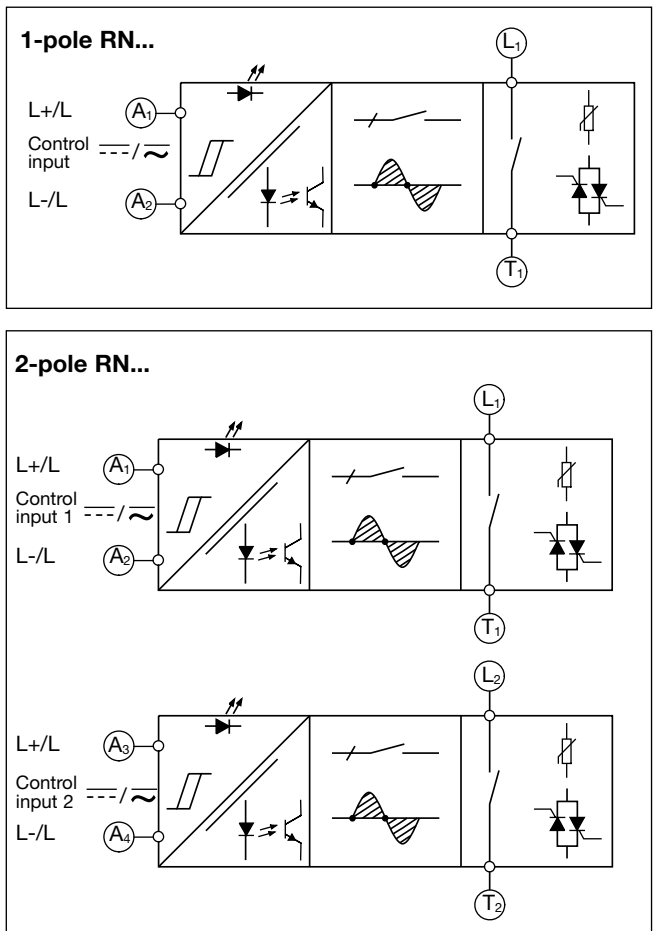 1-pole RN...
L₁
L+/L A₁
Control
input
L-/L A₂
T₁
2-pole RN...
L₁
L+/L A₁
Control
input 1
L-/L A₂
T₁
L₂
L+/L A₃
Control
input 2
L-/L A₄
T₂